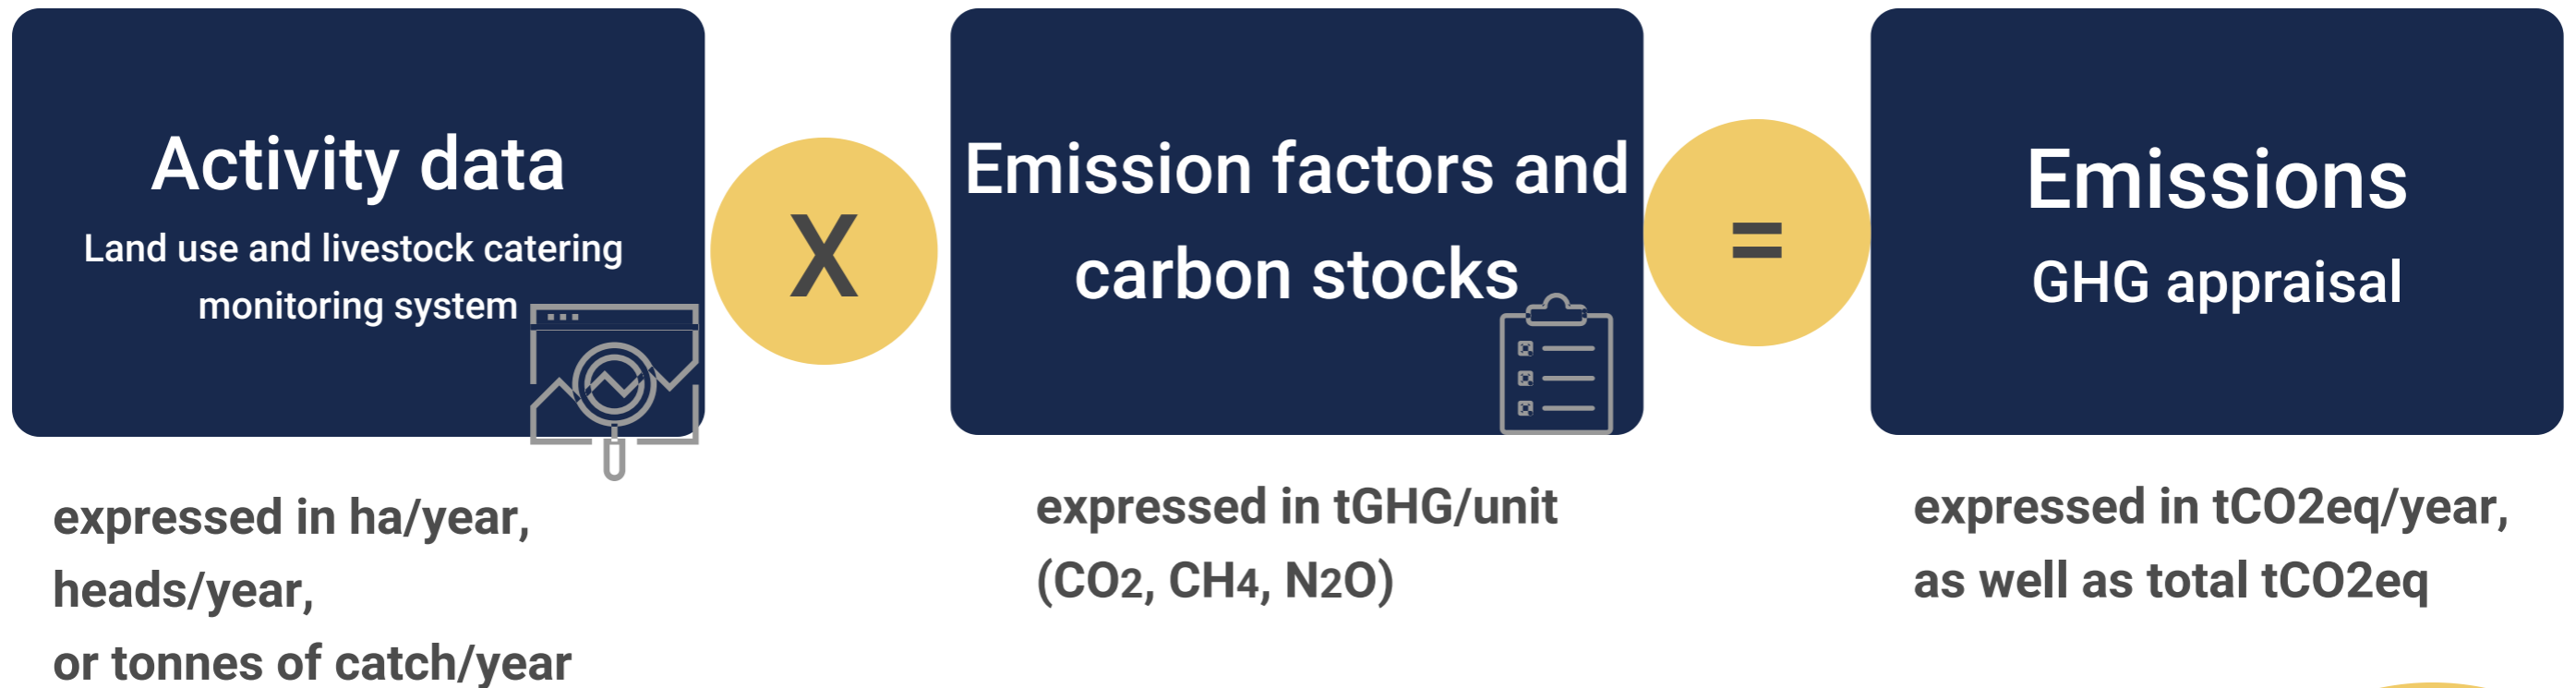 Activity data
Land use and livestock catering
monitoring system
X
Emission factors and
carbon stocks
=
Emissions
GHG appraisal
expressed in ha/year,
heads/year,
or tonnes of catch/year
expressed in tGHG/unit
(CO2, CH4, N2O)
expressed in tCO2eq/year,
as well as total tCO2eq